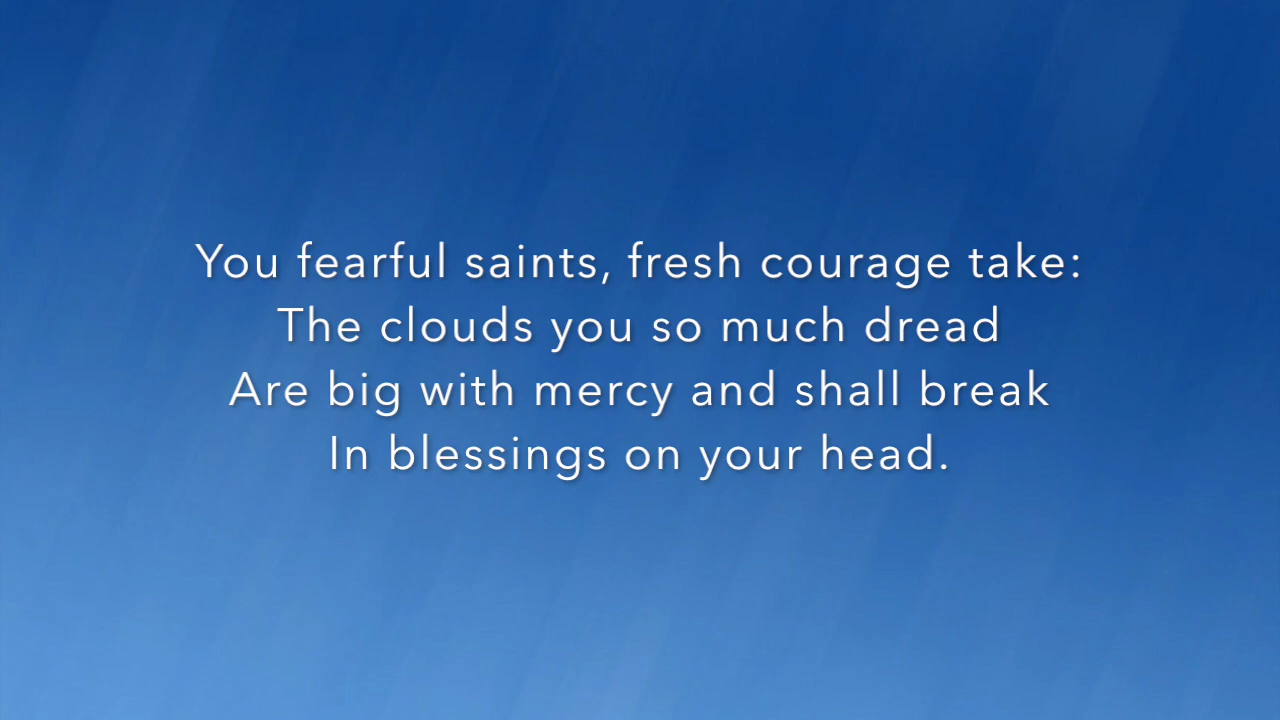 You fearful saints, fresh courage take:
The clouds you so much dread
Are big with mercy and shall break
In blessings on your head.